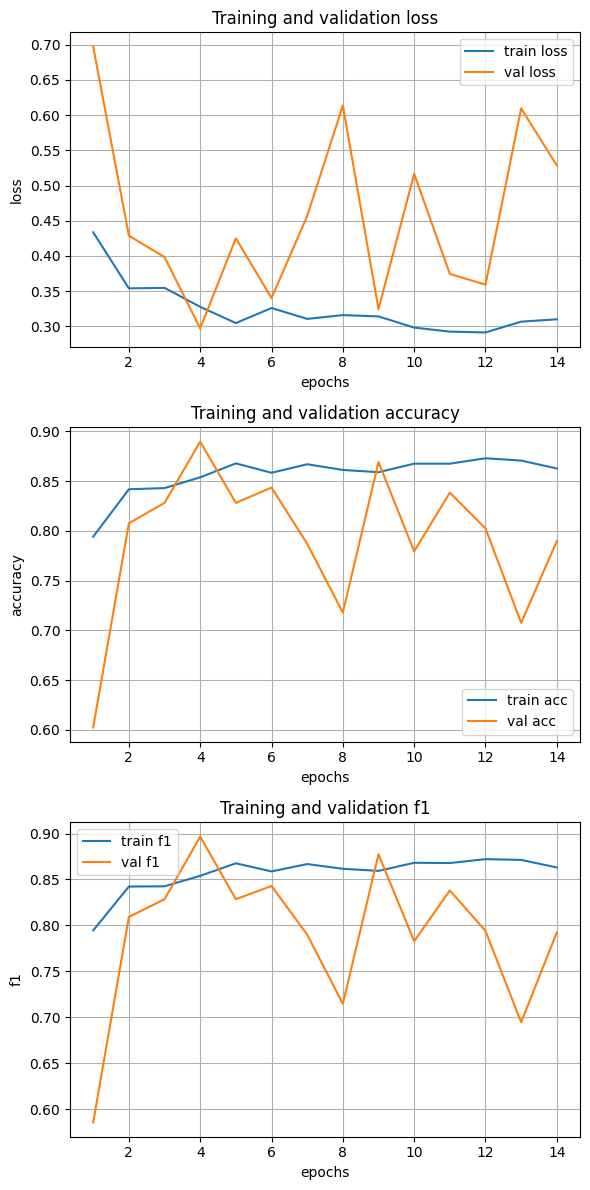 Training and validation loss
0.70
0.65
0.60
0.55
0.50
0.45
0.40
0.35
0.30
loss
train loss
val loss
2 4 6 8 10 12 14
epochs
Training and validation accuracy
0.90
0.85
0.80
0.75
0.70
0.65
0.60
accuracy
train acc
val acc
2 4 6 8 10 12 14
epochs
Training and validation f1
0.90
0.85
0.80
0.75
0.70
0.65
0.60
f1
train f1
val f1
2 4 6 8 10 12 14
epochs